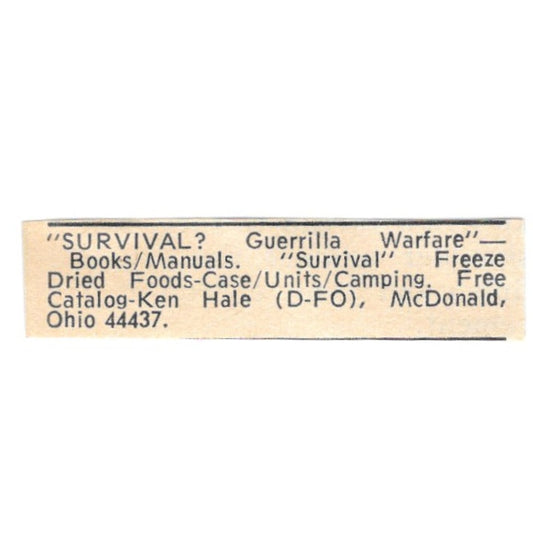 "SURVIVAL? Guerrilla Warfare"—
Books/Manuals. "Survival" Freeze
Dried Foods-Case/Units/Camping. Free
Catalog-Ken Hale (D-FO), McDonald,
Ohio 44437.